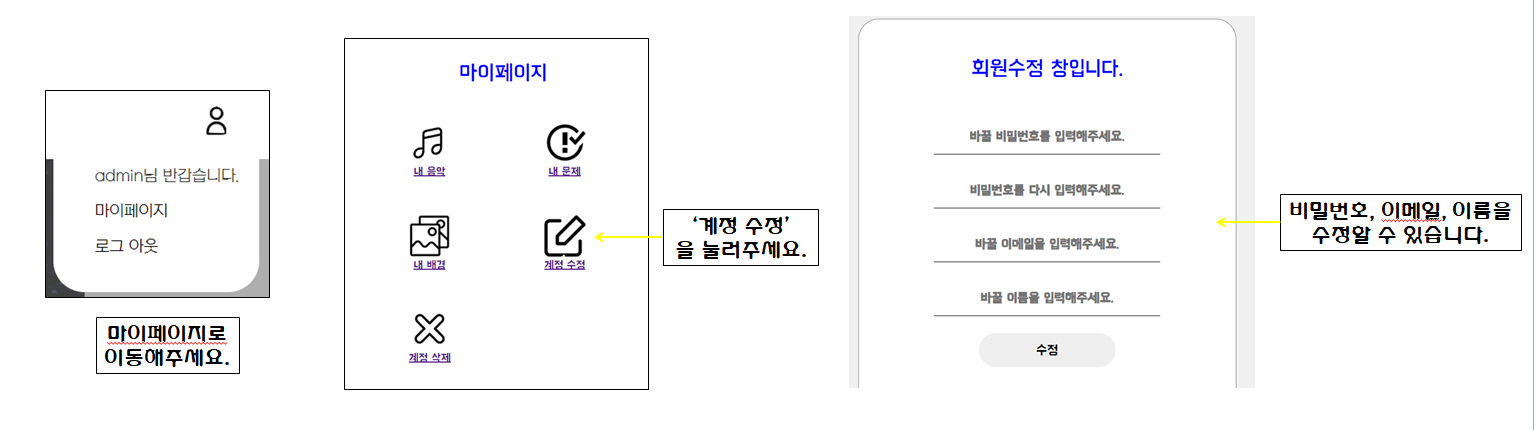 admin님 반갑습니다.
마이페이지
로그 아웃
마이페이지로
이동해주세요.
마이페이지
내 음악
내 문제
내 배경
계정 수정
계정 삭제
‘계정 수정’
을 눌러주세요.
회원수정 창입니다.
바꿀 비밀번호를 입력해주세요.
비밀번호를 다시 입력해주세요.
바꿀 이메일을 입력해주세요.
바꿀 이름을 입력해주세요.
수정
비밀번호, 이메일, 이름을
수정할 수 있습니다.